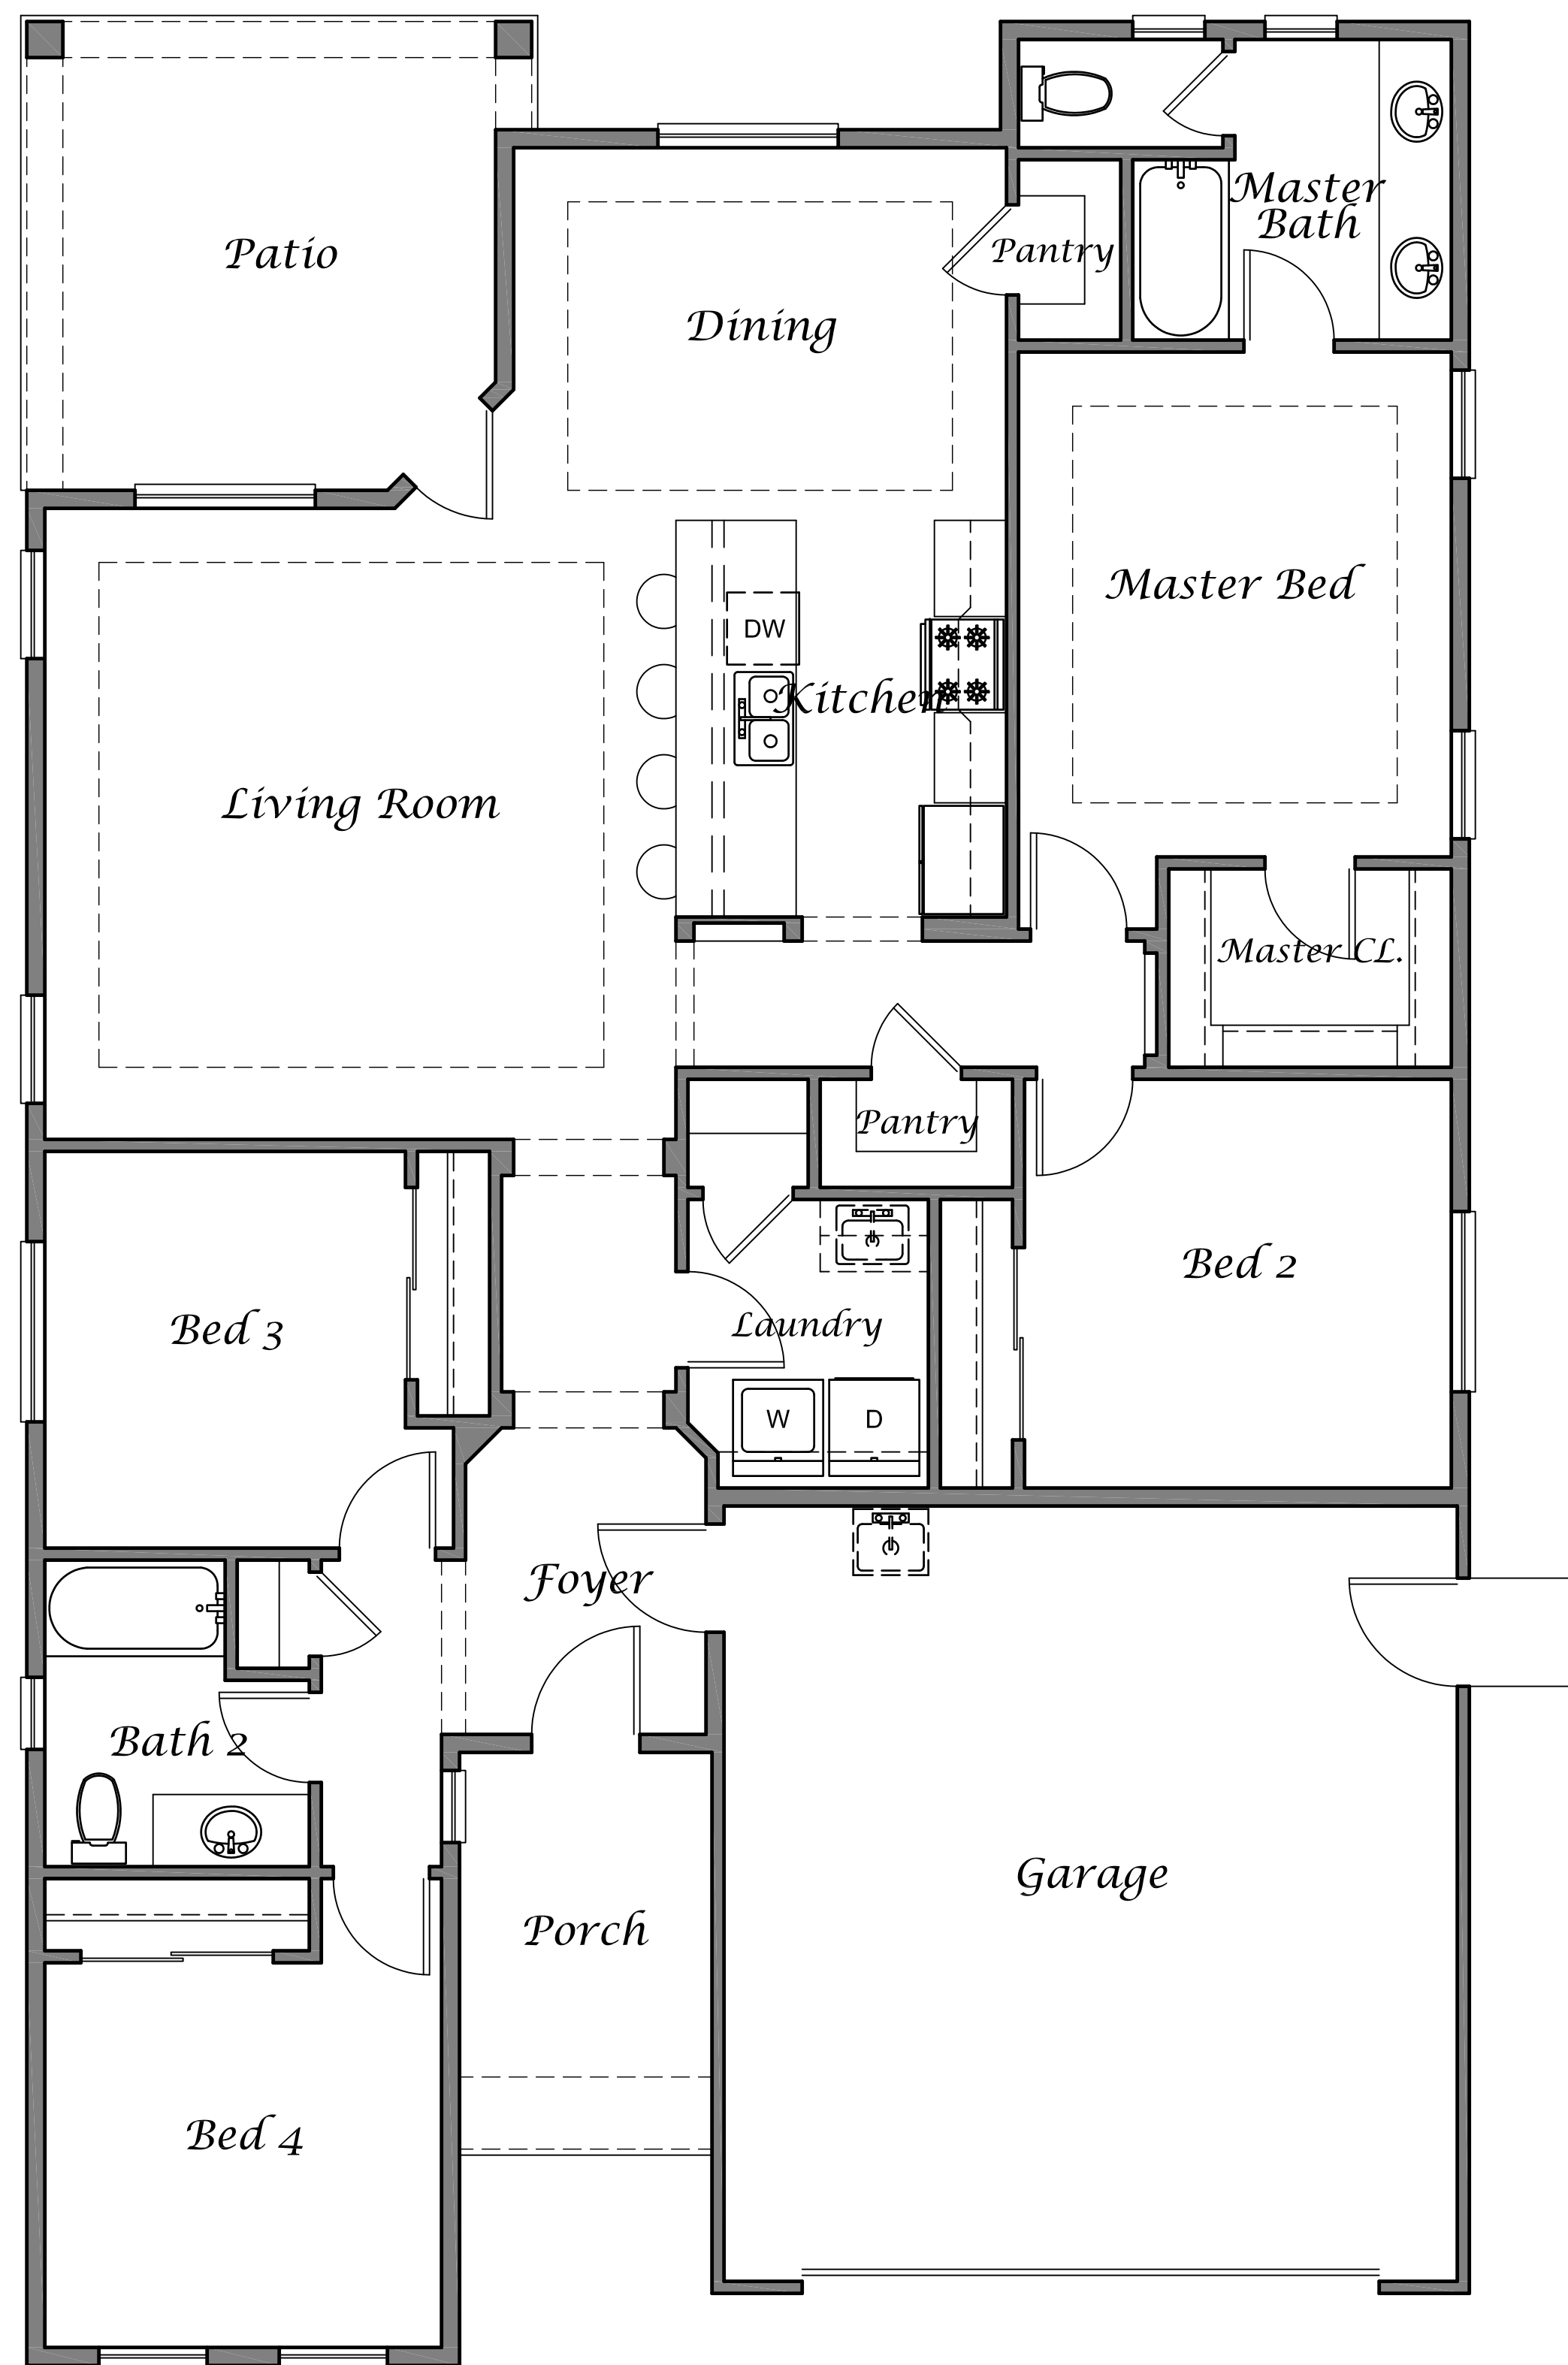 Master
Bath
Patio
Pantry
Dining
Master Bed
DW
Kitchen
Living Room
Master CL.
Pantry
Bed 2
Bed 3
Laundry
W
D
Foyer
Bath 2
Garage
Porch
Bed 4